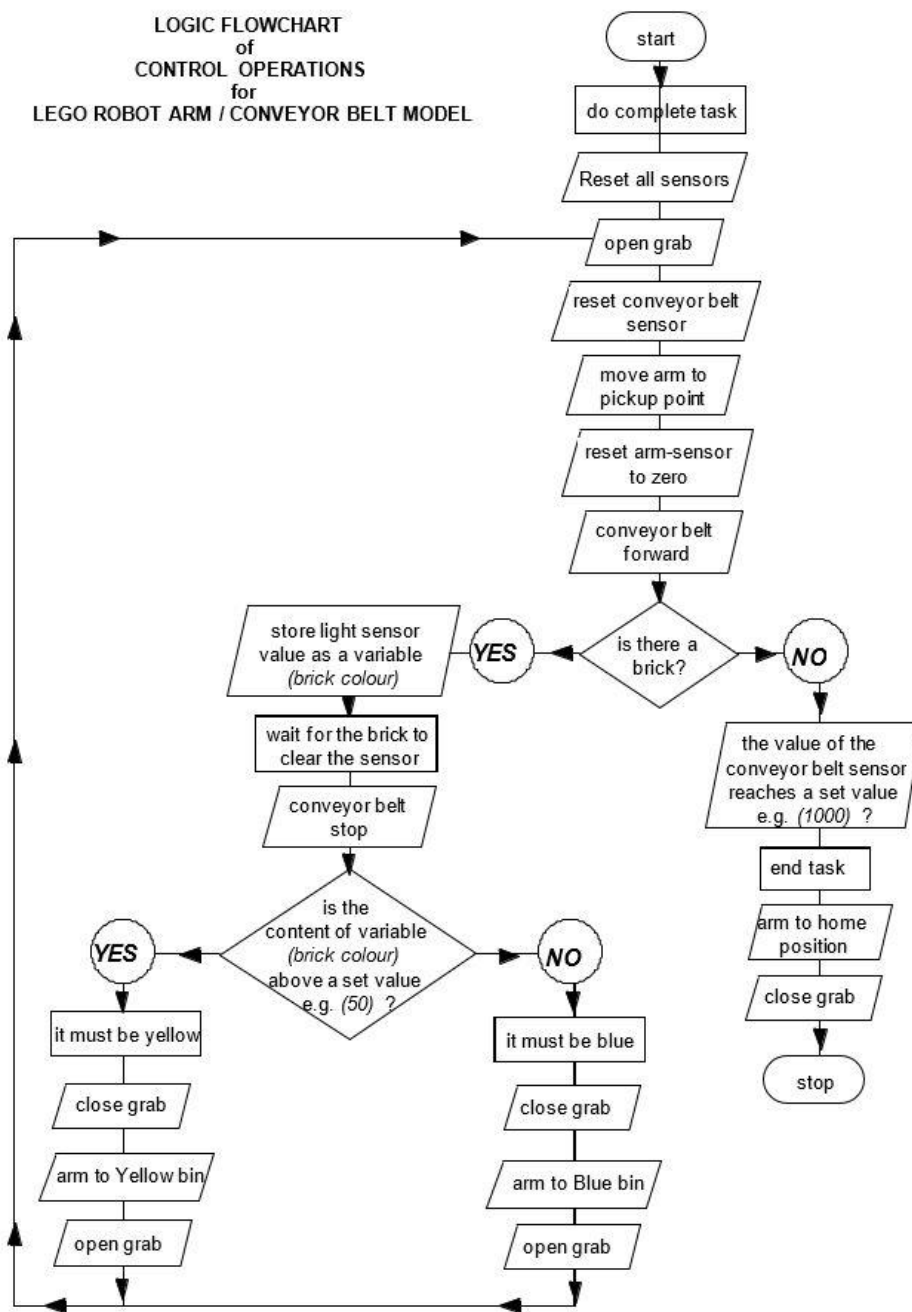 LOGIC FLOWCHART
of
CONTROL OPERATIONS
for
LEGO ROBOT ARM / CONVEYOR BELT MODEL
start
do complete task
Reset all sensors
open grab
reset conveyor belt
sensor
move arm to
pickup point
reset arm-sensor
to zero
conveyor belt
forward
is there a
brick?
YES
store light sensor
value as a variable
(brick colour)
wait for the brick to
clear the sensor
conveyor belt
stop
is the
content of variable
(brick colour)
above a set value
e.g. (50) ?
YES
it must be yellow
close grab
arm to Yellow bin
open grab
NO
it must be blue
close grab
arm to Blue bin
open grab
NO
the value of the
conveyor belt sensor
reaches a set value
e.g. (1000) ?
end task
arm to home
position
close grab
stop